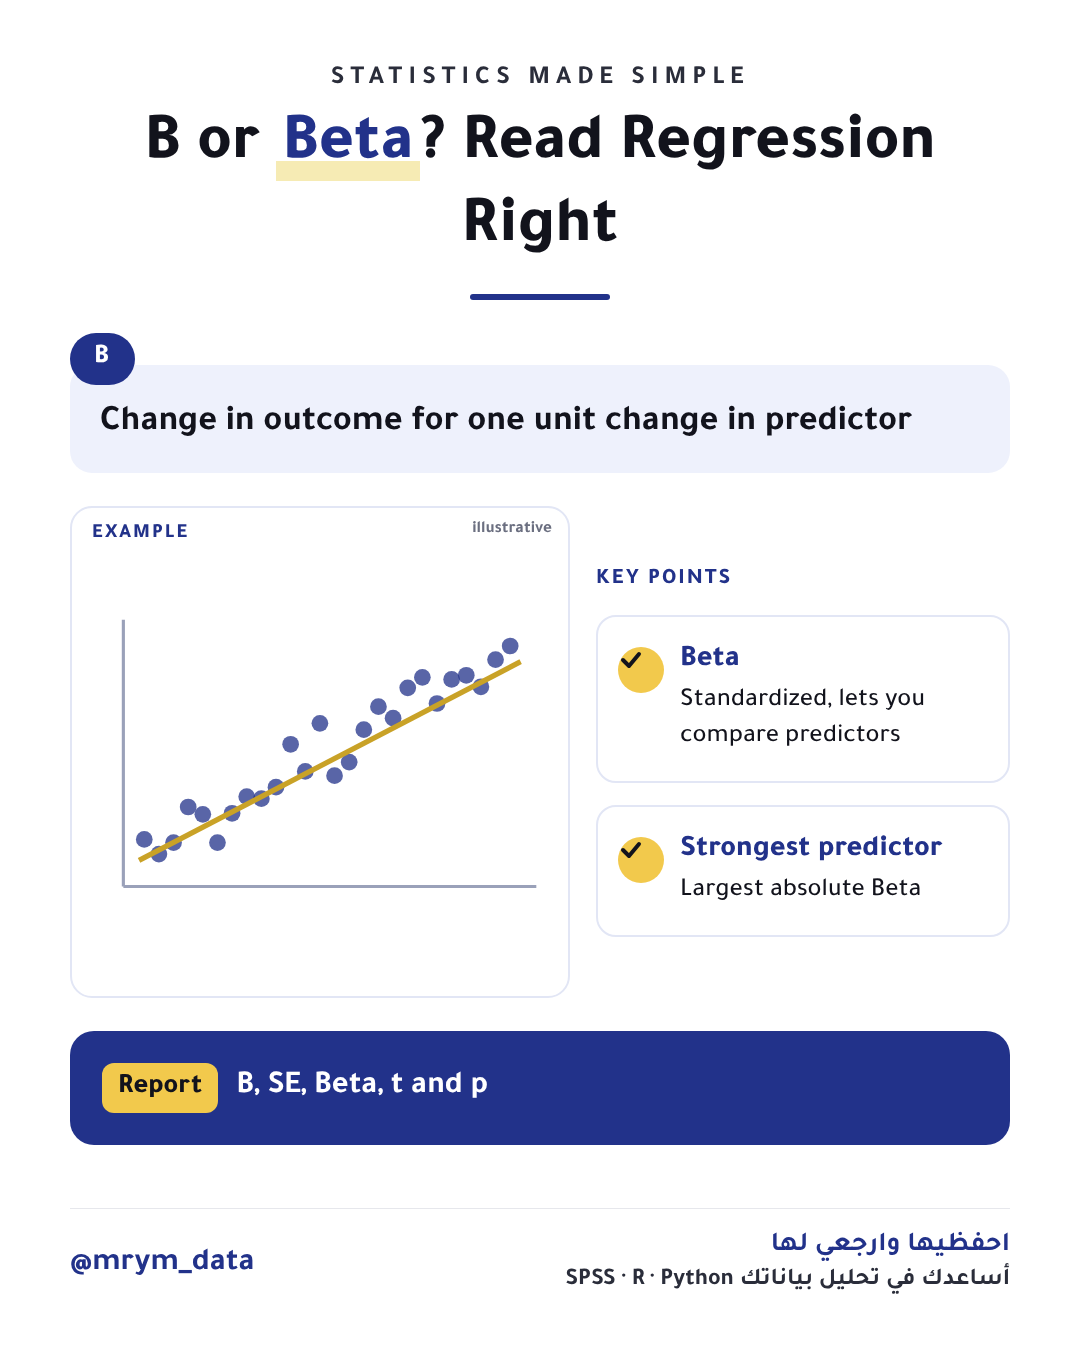 STATISTICS MADE SIMPLE
B or Beta? Read Regression
Right
B
Change in outcome for one unit change in predictor
EXAMPLE
illustrative
KEY POINTS
Beta
Standardized, lets you
compare predictors
Strongest predictor
Largest absolute Beta
Report
B, SE, Beta, t and p
@mrym_data
احفظيها وارجعي لها
أساعدك في تحليل بياناتك SPSS · R · Python